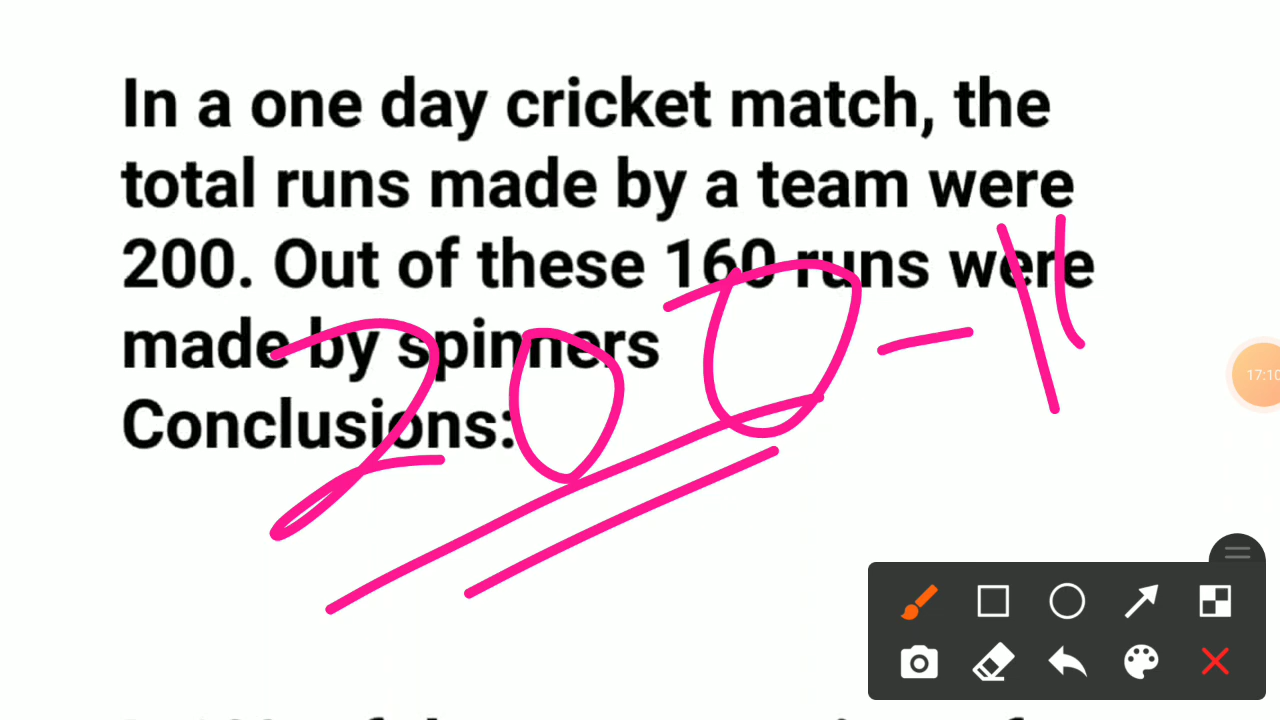 In a one day cricket match, the
total runs made by a team were
200. Out of these 160 runs were
made by spinners
Conclusions:
200 - 11
17:10